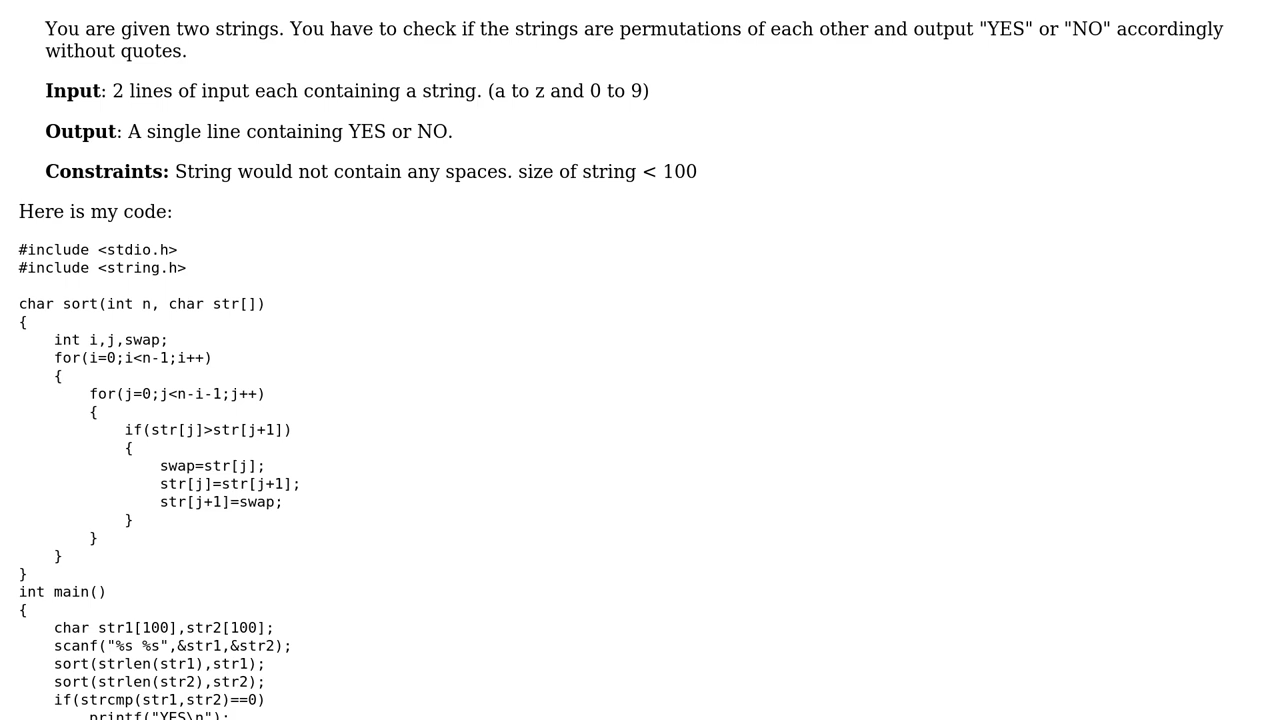 You are given two strings. You have to check if the strings are permutations of each other and output "YES" or "NO" accordingly
without quotes.
Input: 2 lines of input each containing a string. (a to z and 0 to 9)
Output: A single line containing YES or NO.
Constraints: String would not contain any spaces. size of string < 100
Here is my code:
#include <stdio.h>
#include <string.h>
char sort(int n, char str[])
{
    int i,j,swap;
    for(i=0;i<n-1;i++)
    {
        for(j=0;j<n-i-1;j++)
        {
            if(str[j]>str[j+1])
            {
                swap=str[j];
                str[j]=str[j+1];
                str[j+1]=swap;
            }
        }
    }
}
int main()
{
    char str1[100],str2[100];
    scanf("%s %s",&str1,&str2);
    sort(strlen(str1),str1);
    sort(strlen(str2),str2);
    if(strcmp(str1,str2)==0)
        printf("YES\n");